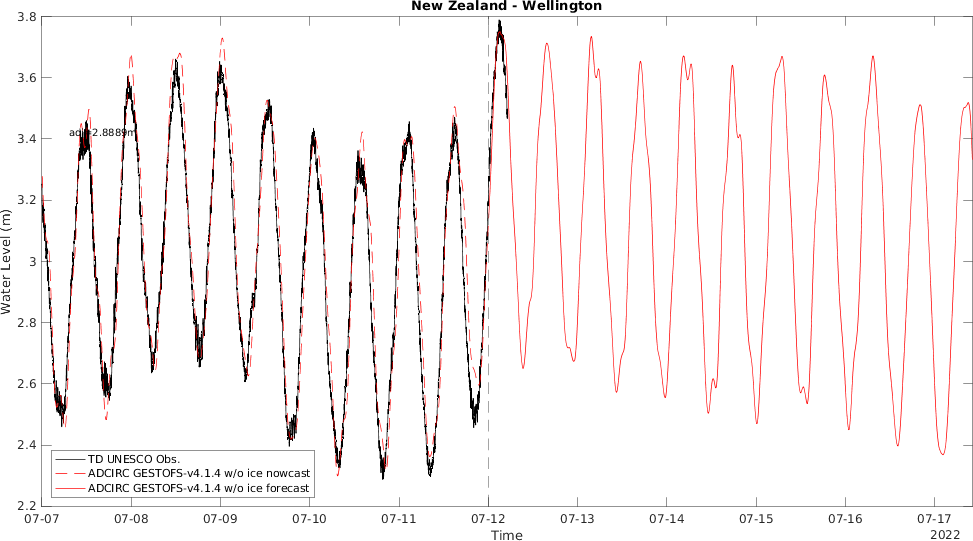 New Zealand - Wellington
3.8
3.6
3.4
3.2
3
2.8
2.6
2.4
2.2
Water Level (m)
TD UNESCO Obs.
ADCIRC GESTOFS-v4.1.4 w/o ice nowcast
ADCIRC GESTOFS-v4.1.4 w/o ice forecast
07-07 07-08 07-09 07-10 07-11 07-12 07-13 07-14 07-15 07-16 07-17
Time
2022